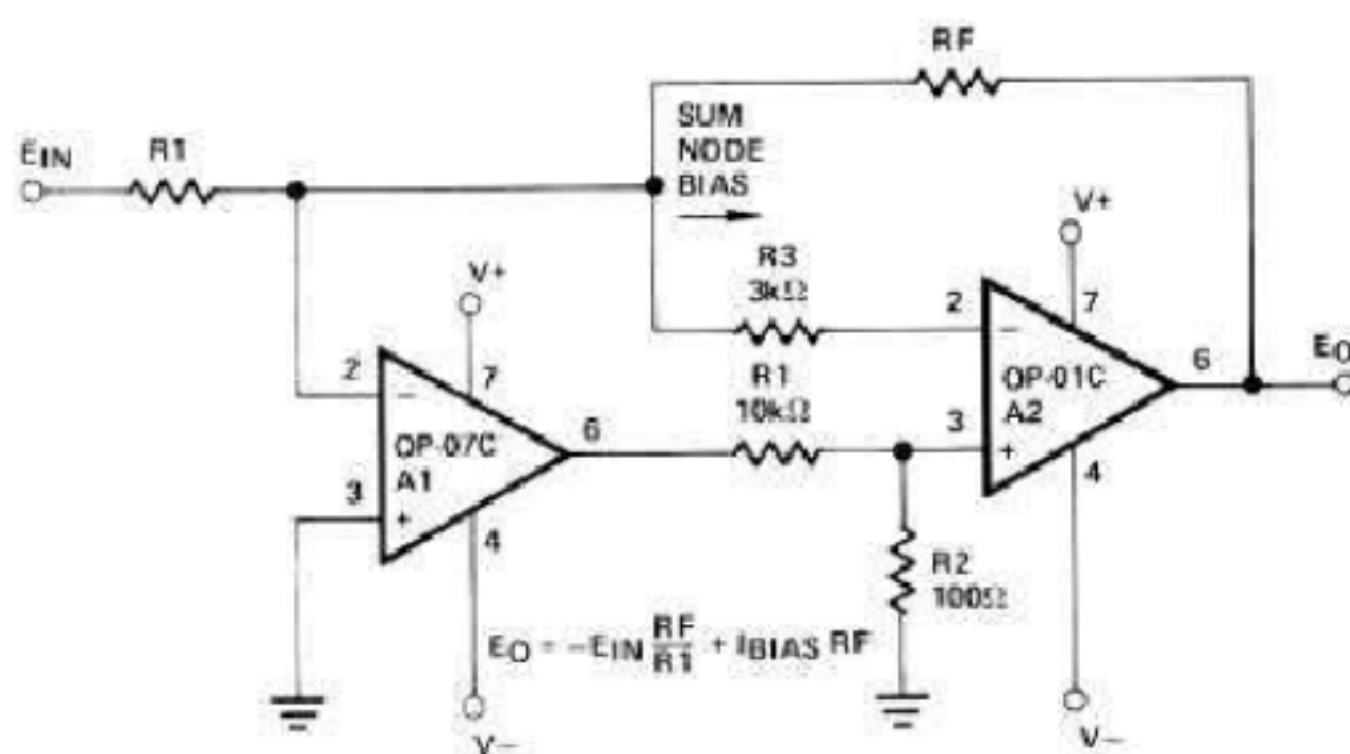 RF
SUM
NODE
BIAS
EIN
R1
V+
R3
3kΩ
V+
2
7
2
7
R1
10kΩ
OP-01C
A2
6
EO
6
3
OP-07C
A1
3
4
4
R2
100Ω
EO = -EIN RF/R1 + IBIAS RF
V-
V-